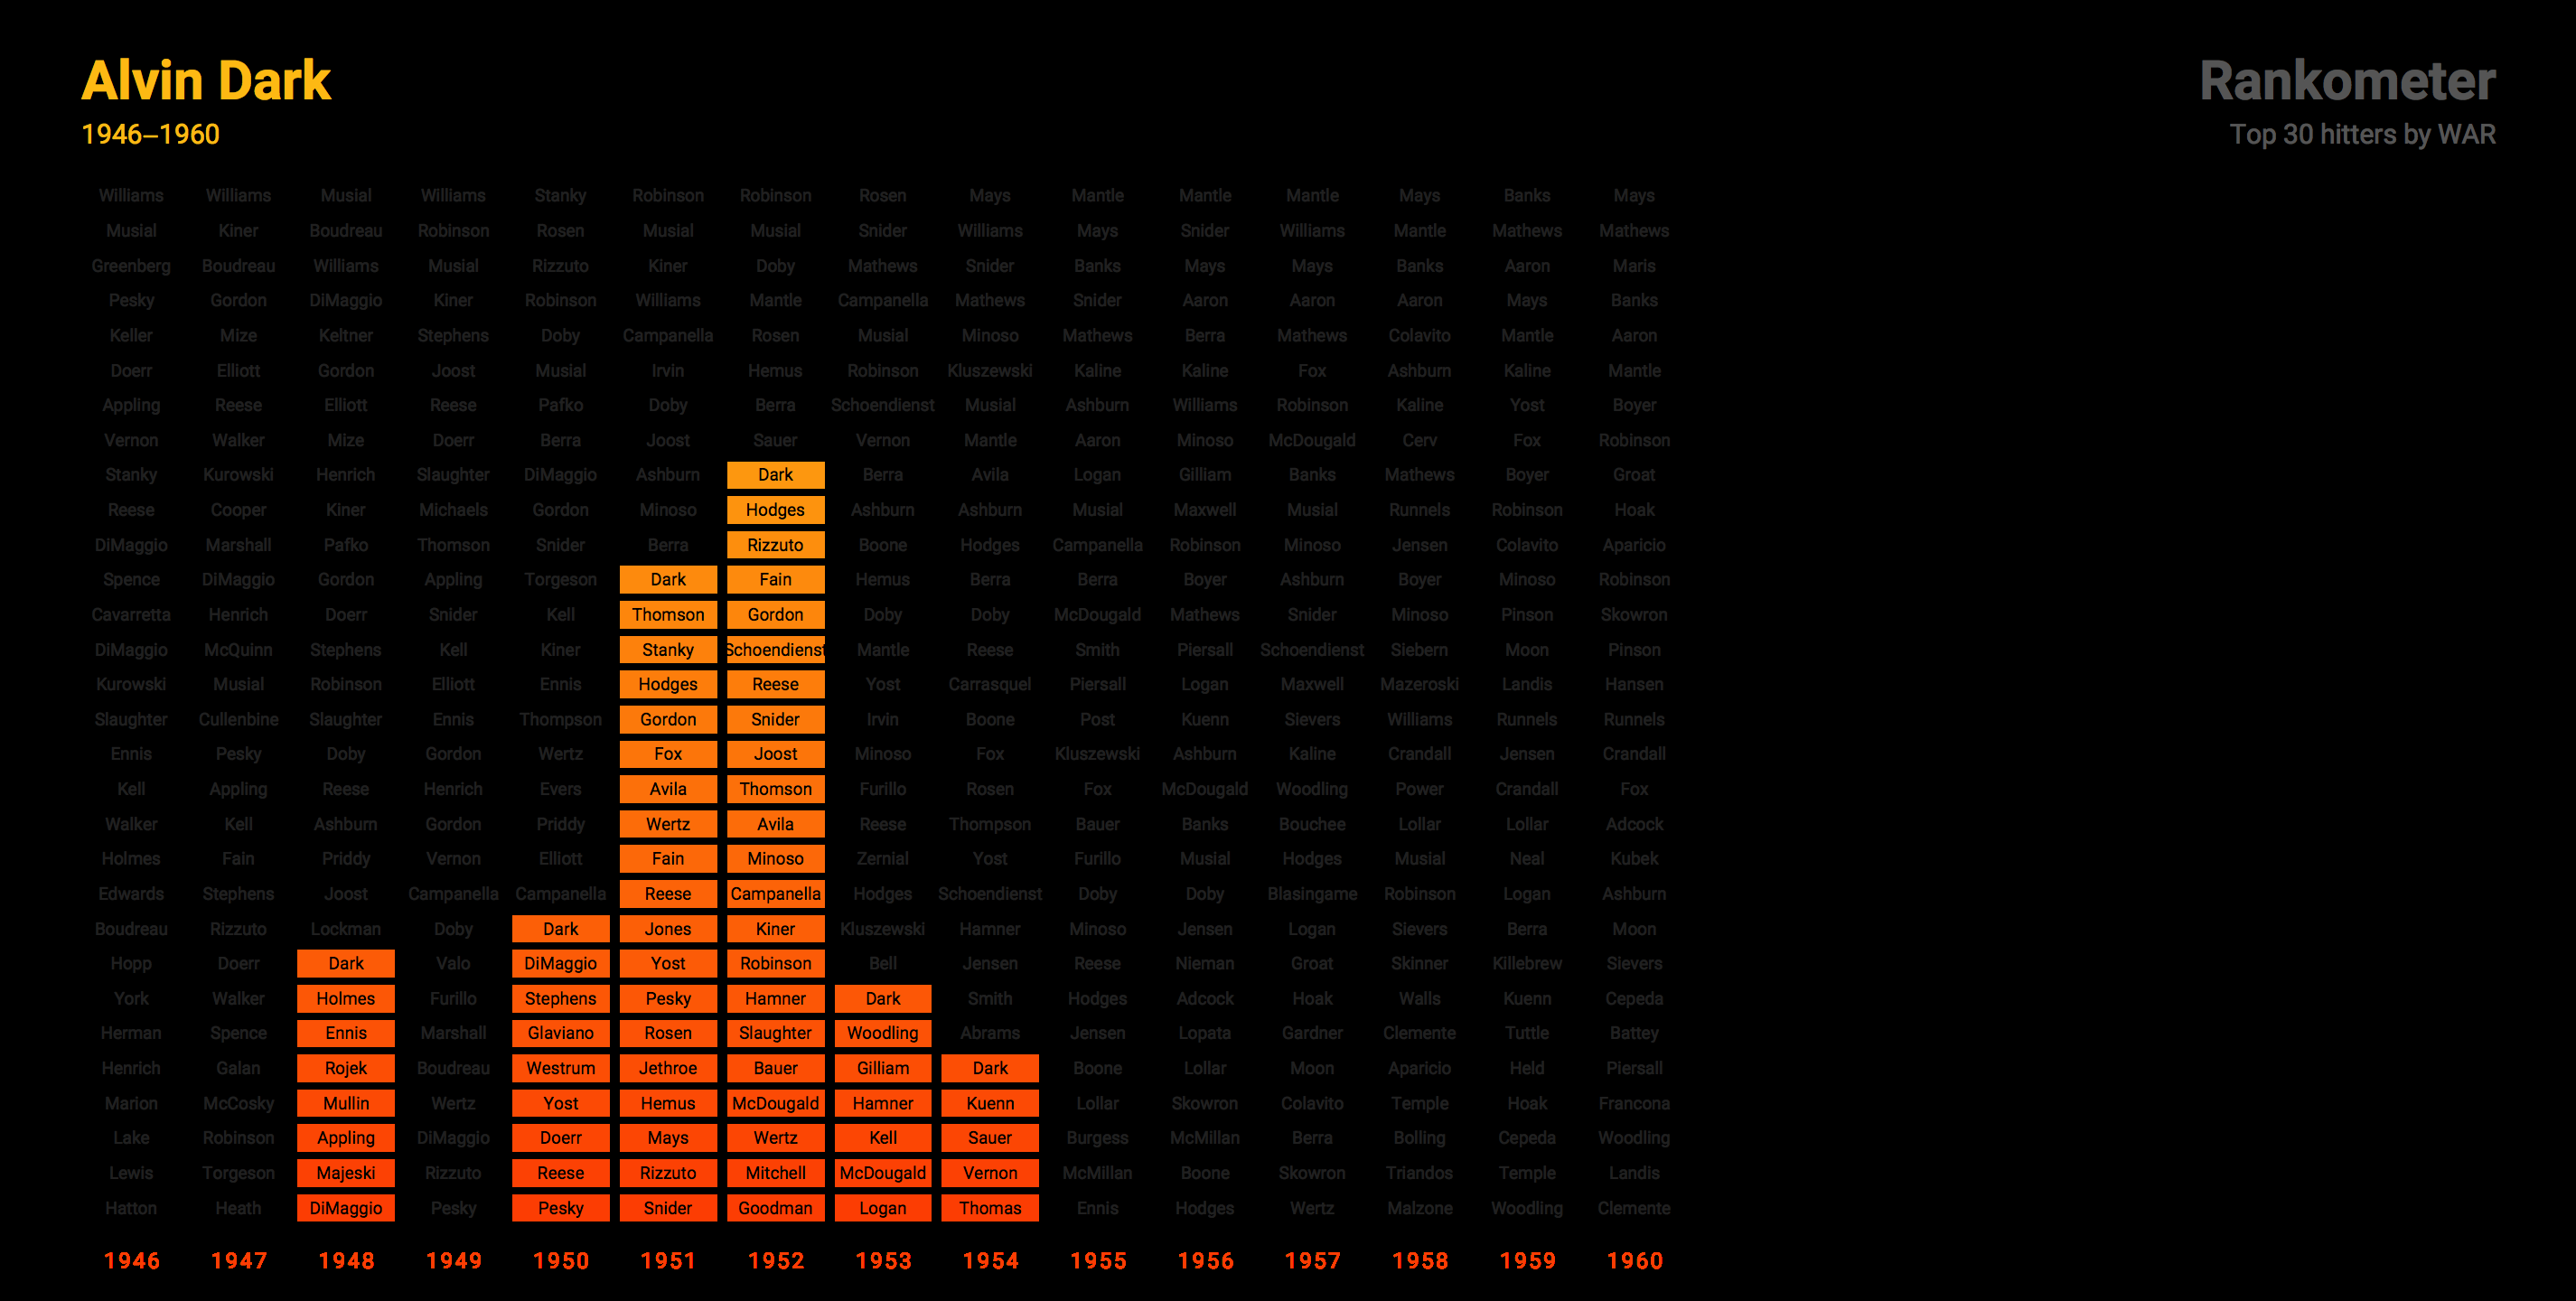 Alvin Dark
Rankometer
1946–1960
Top 30 hitters by WAR
Williams Williams Musial Williams Stanky Robinson Robinson Rosen Mays Mantle Mantle Mantle Mays Banks Mays
Musial Kiner Boudreau Robinson Rosen Musial Musial Snider Williams Mays Snider Williams Mantle Mathews Mathews
Greenberg Boudreau Williams Musial Rizzuto Kiner Doby Mathews Snider Banks Mays Mays Banks Aaron Maris
Pesky Gordon DiMaggio Kiner Robinson Williams Mantle Campanella Mathews Snider Aaron Aaron Aaron Mays Banks
Keller Mize Keltner Stephens Doby Campanella Rosen Musial Minoso Mathews Berra Mathews Colavito Mantle Aaron
Doerr Elliott Gordon Joost Musial Irvin Hemus Robinson Kluszewski Kaline Kaline Fox Ashburn Kaline Mantle
Appling Reese Elliott Reese Pafko Doby Berra Schoendienst Musial Ashburn Williams Robinson Kaline Yost Boyer
Vernon Walker Mize Doerr Berra Joost Sauer Vernon Mantle Aaron Minoso McDougald Cerv Fox Robinson
Stanky Kurowski Henrich Slaughter DiMaggio Ashburn Dark Berra Avila Logan Gilliam Banks Mathews Boyer Groat
Reese Cooper Kiner Michaels Gordon Minoso Hodges Ashburn Ashburn Musial Maxwell Musial Runnels Robinson Hoak
DiMaggio Marshall Pafko Thomson Snider Berra Rizzuto Boone Hodges Campanella Robinson Minoso Jensen Colavito Aparicio
Spence DiMaggio Gordon Appling Torgeson Dark Fain Hemus Berra Berra Boyer Ashburn Boyer Minoso Robinson
Cavarretta Henrich Doerr Snider Kell Thomson Gordon Doby Doby McDougald Mathews Snider Minoso Pinson Skowron
DiMaggio McQuinn Stephens Kell Kiner Stanky Schoendienst Mantle Reese Smith Piersall Schoendienst Siebern Moon Pinson
Kurowski Musial Robinson Elliott Ennis Hodges Reese Yost Carrasquel Piersall Logan Maxwell Mazeroski Landis Hansen
Slaughter Cullenbine Slaughter Ennis Thompson Gordon Snider Irvin Boone Post Kuenn Sievers Williams Runnels Runnels
Ennis Pesky Doby Gordon Wertz Fox Joost Minoso Fox Kluszewski Ashburn Kaline Crandall Jensen Crandall
Kell Appling Reese Henrich Evers Avila Thomson Furillo Rosen Fox McDougald Woodling Power Crandall Fox
Walker Kell Ashburn Gordon Priddy Wertz Avila Reese Thompson Bauer Banks Bouchee Lollar Lollar Adcock
Holmes Fain Priddy Vernon Elliott Fain Minoso Zernial Yost Furillo Musial Hodges Musial Neal Kubek
Edwards Stephens Joost Campanella Campanella Reese Campanella Hodges Schoendienst Doby Doby Blasingame Robinson Logan Ashburn
Boudreau Rizzuto Lockman Doby Dark Jones Kiner Kluszewski Hamner Minoso Jensen Logan Sievers Berra Moon
Hopp Doerr Dark Valo DiMaggio Yost Robinson Bell Jensen Reese Nieman Groat Skinner Killebrew Sievers
York Walker Holmes Furillo Stephens Pesky Hamner Dark Smith Hodges Adcock Hoak Walls Kuenn Cepeda
Herman Spence Ennis Marshall Glaviano Rosen Slaughter Woodling Abrams Jensen Lopata Gardner Clemente Tuttle Battey
Henrich Galan Rojek Boudreau Westrum Jethroe Bauer Gilliam Dark Boone Lollar Moon Aparicio Held Piersall
Marion McCosky Mullin Wertz Yost Hemus McDougald Hamner Kuenn Lollar Skowron Colavito Temple Hoak Francona
Lake Robinson Appling DiMaggio Doerr Mays Wertz Kell Sauer Burgess McMillan Berra Bolling Cepeda Woodling
Lewis Torgeson Majeski Rizzuto Reese Rizzuto Mitchell McDougald Vernon McMillan Boone Skowron Triandos Temple Landis
Hatton Heath DiMaggio Pesky Pesky Snider Goodman Logan Thomas Ennis Hodges Wertz Malzone Woodling Clemente
1946 1947 1948 1949 1950 1951 1952 1953 1954 1955 1956 1957 1958 1959 1960